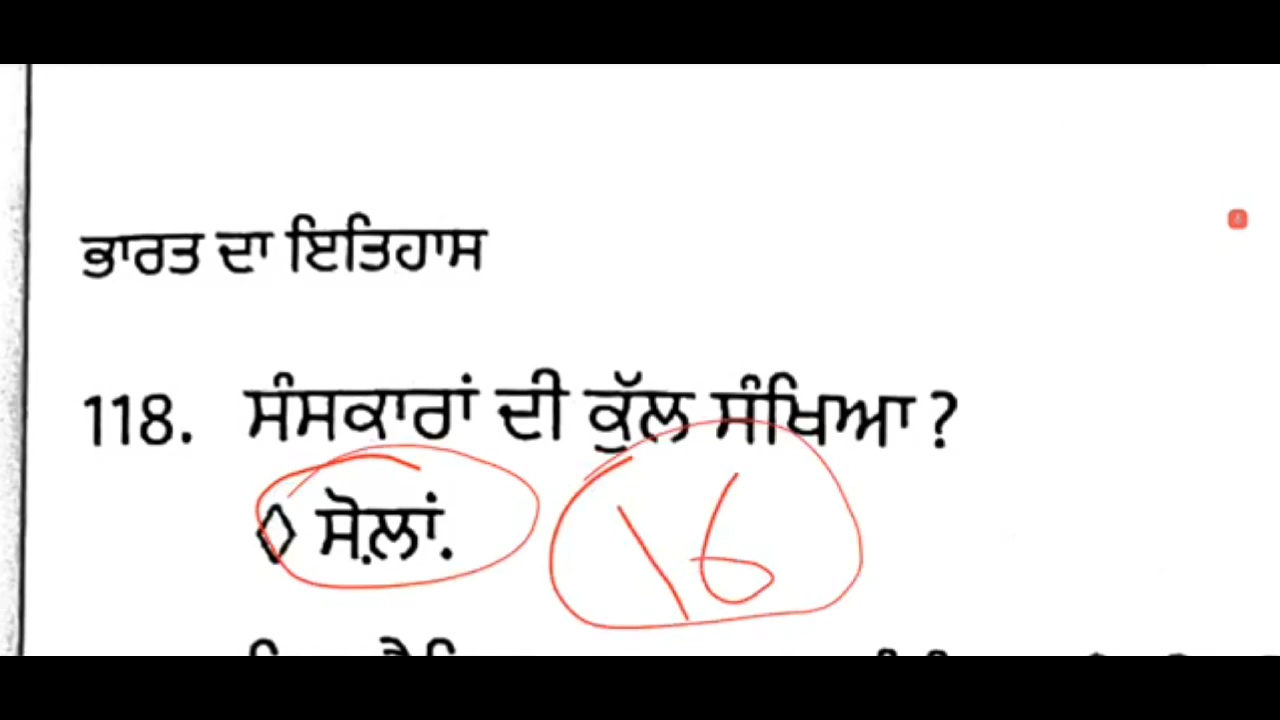 ਭਾਰਤ ਦਾ ਇਤਿਹਾਸ
118. ਸੰਸਕਾਰਾਂ ਦੀ ਕੁੱਲ ਸੰਖਿਆ ?
◊ ਸੋਲ਼ਾਂ. 16